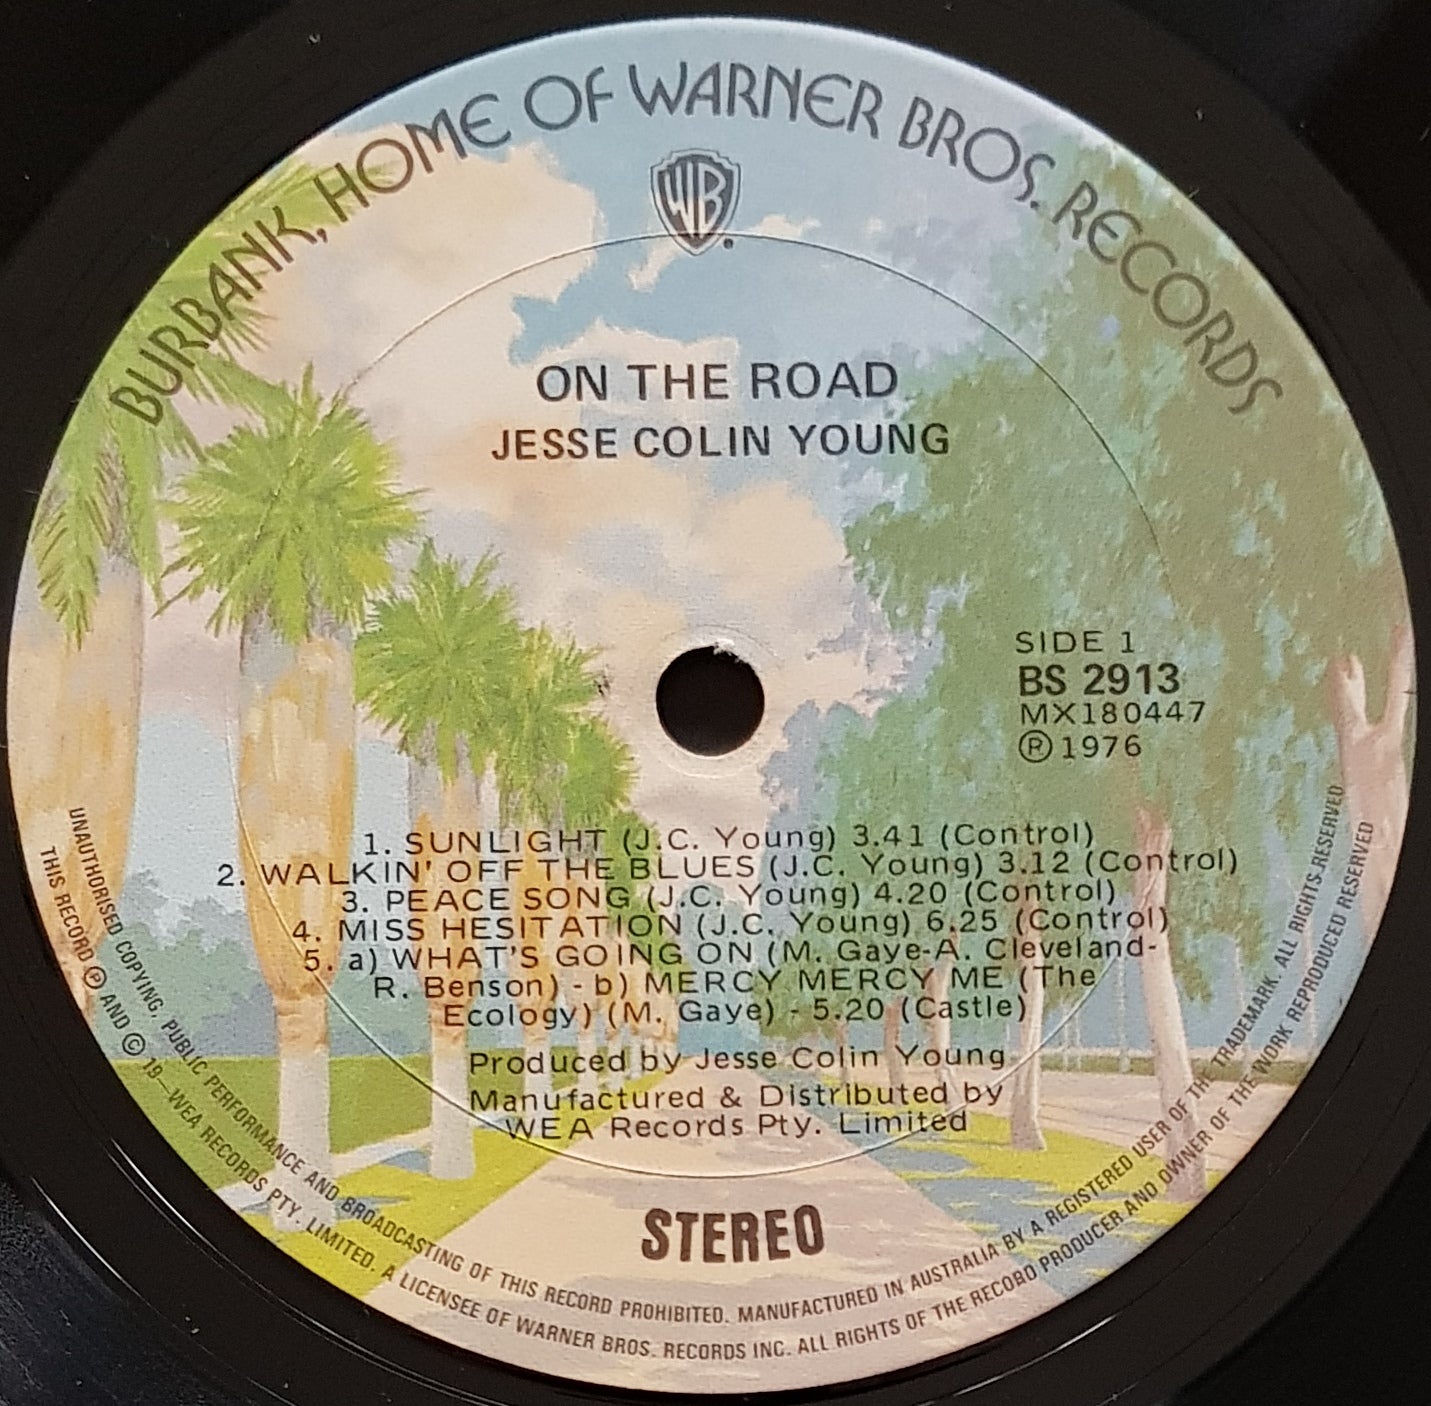 BURBANK, HOME OF WARNER BROS. RECORDS
WB
ON THE ROAD
JESSE COLIN YOUNG
SIDE 1
BS 2913
MX180447
Ⓟ 1976
1. SUNLIGHT (J.C. Young) 3.41 (Control)
2. WALKIN' OFF THE BLUES (J.C. Young) 3.12 (Control)
3. PEACE SONG (J.C. Young) 4.20 (Control)
4. MISS HESITATION (J.C. Young) 6.25 (Control)
5. a) WHAT'S GOING ON (M. Gaye-A. Cleveland-
R. Benson) - b) MERCY MERCY ME (The
Ecology) (M. Gaye) - 5.20 (Castle)
Produced by Jesse Colin Young
Manufactured & Distributed by
WEA Records Pty. Limited
STEREO
UNAUTHORISED COPYING, PUBLIC PERFORMANCE AND BROADCASTING OF THIS RECORD PROHIBITED. MANUFACTURED IN AUSTRALIA BY A REGISTERED USER OF THE TRADEMARK. ALL RIGHTS RESERVED
THIS RECORD Ⓟ AND © 19—WEA RECORDS PTY. LIMITED. A LICENSEE OF WARNER BROS. RECORDS INC. ALL RIGHTS OF THE RECORD PRODUCER AND OWNER OF THE WORK REPRODUCED RESERVED